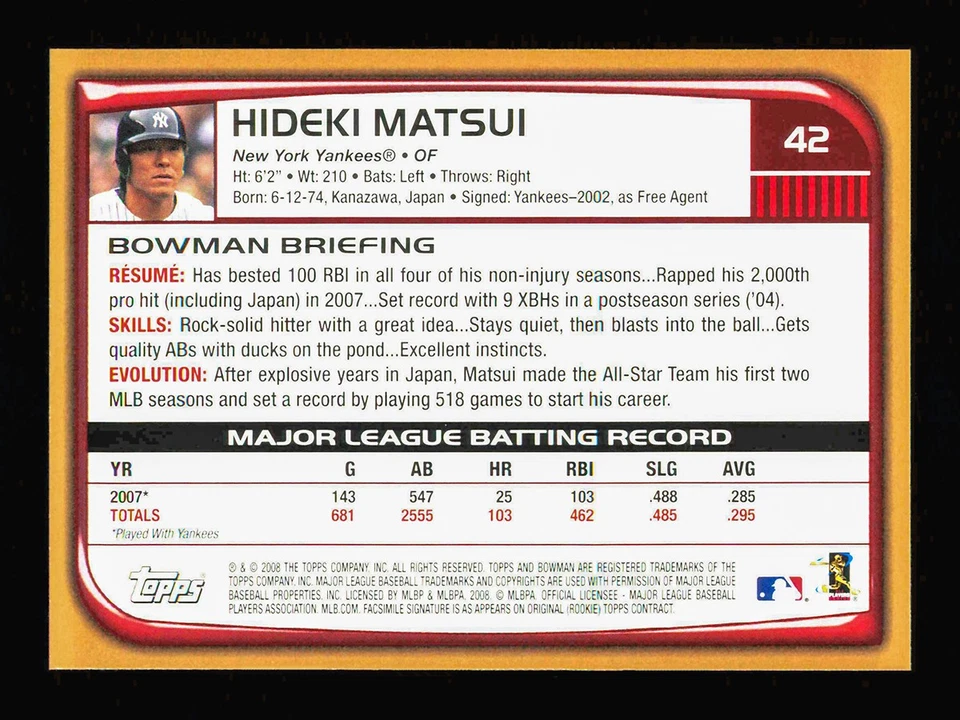 HIDEKI MATSUI
42
New York Yankees® • OF
Ht: 6'2" • Wt: 210 • Bats: Left • Throws: Right
Born: 6-12-74, Kanazawa, Japan • Signed: Yankees–2002, as Free Agent
BOWMAN BRIEFING
RÉSUMÉ: Has bested 100 RBI in all four of his non-injury seasons...Rapped his 2,000th
pro hit (including Japan) in 2007...Set record with 9 XBHs in a postseason series ('04).
SKILLS: Rock-solid hitter with a great idea...Stays quiet, then blasts into the ball...Gets
quality ABs with ducks on the pond...Excellent instincts.
EVOLUTION: After explosive years in Japan, Matsui made the All-Star Team his first two
MLB seasons and set a record by playing 518 games to start his career.
MAJOR LEAGUE BATTING RECORD
YR G AB HR RBI SLG AVG
2007* 143 547 25 103 .488 .285
TOTALS 681 2555 103 462 .485 .295
*Played With Yankees
Topps
® & © 2008 THE TOPPS COMPANY, INC. ALL RIGHTS RESERVED. TOPPS AND BOWMAN ARE REGISTERED TRADEMARKS OF THE
TOPPS COMPANY, INC. MAJOR LEAGUE BASEBALL TRADEMARKS AND COPYRIGHTS ARE USED WITH PERMISSION OF MAJOR LEAGUE
BASEBALL PROPERTIES, INC. LICENSED BY MLBP & MLBPA, 2008. © MLBPA. OFFICIAL LICENSEE - MAJOR LEAGUE BASEBALL
PLAYERS ASSOCIATION. MLB.COM. FACSIMILE SIGNATURE IS AS APPEARS ON ORIGINAL (ROOKIE) TOPPS CONTRACT.